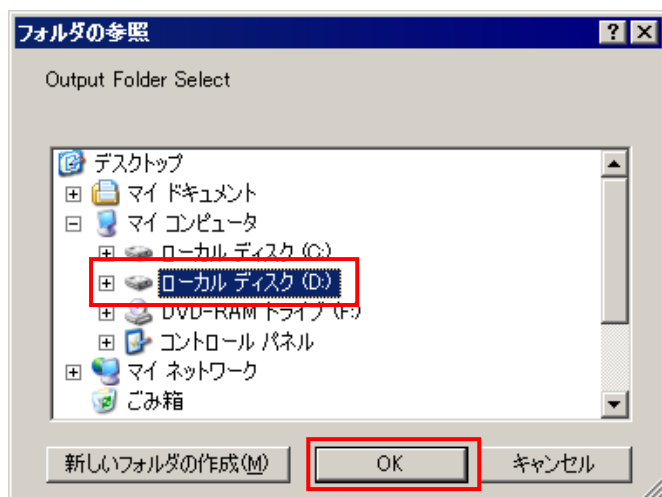 フォルダの参照
Output Folder Select
デスクトップ
マイ ドキュメント
マイ コンピュータ
ローカル ディスク (C:)
ローカル ディスク (D:)
DVD-RAM ドライブ (F:)
コントロール パネル
マイ ネットワーク
ごみ箱
新しいフォルダの作成(M) OK キャンセル